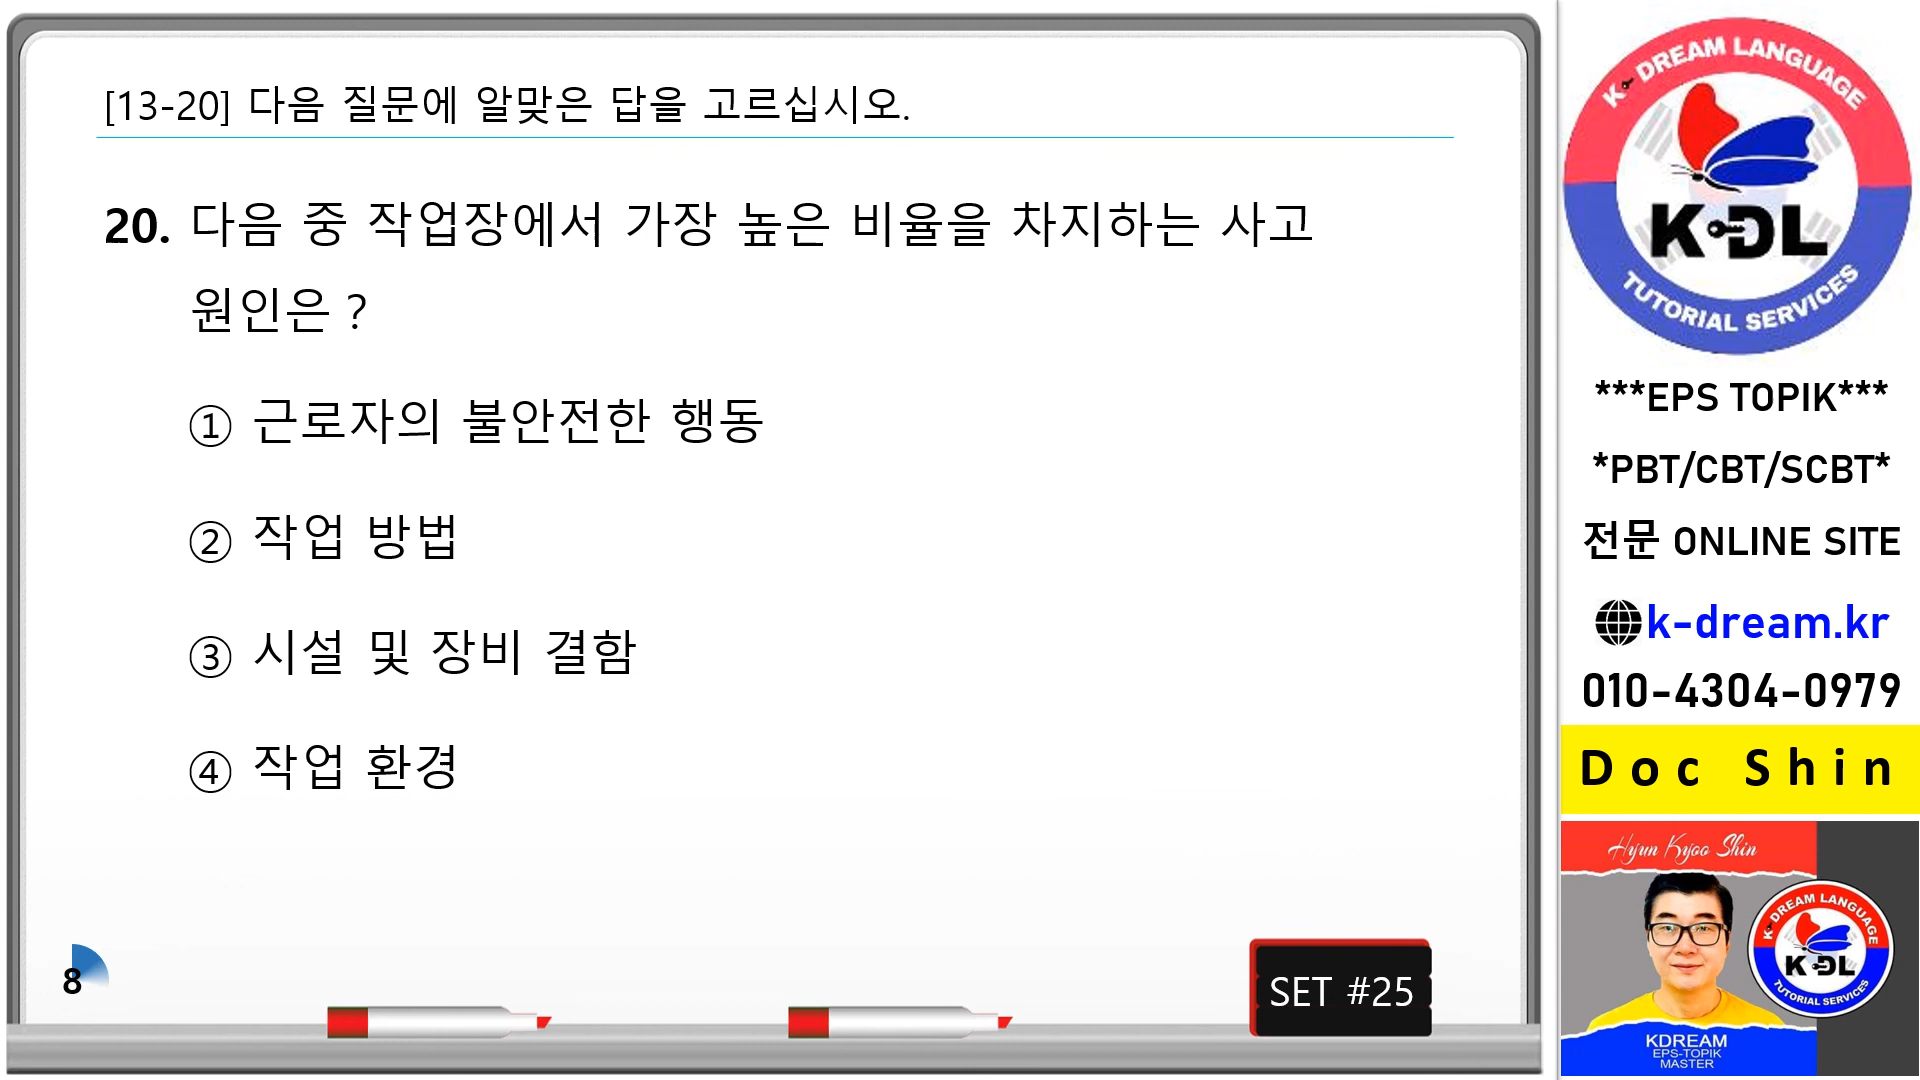 [13-20] 다음 질문에 알맞은 답을 고르십시오.
20. 다음 중 작업장에서 가장 높은 비율을 차지하는 사고
원인은 ?
① 근로자의 불안전한 행동
② 작업 방법
③ 시설 및 장비 결함
④ 작업 환경
8
SET #25
K DREAM LANGUAGE
K DL
TUTORIAL SERVICES
***EPS TOPIK***
*PBT/CBT/SCBT*
전문 ONLINE SITE
k-dream.kr
010-4304-0979
Doc Shin
Hyun Kyoo Shin
K DREAM LANGUAGE
K DL
TUTORIAL SERVICES
KDREAM
EPS-TOPIK
MASTER